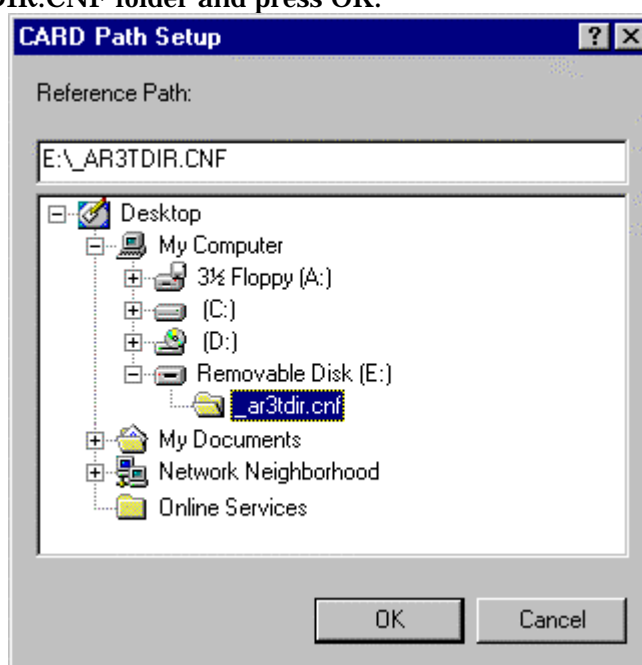 DIR.CNF folder and press OK.
CARD Path Setup
Reference Path:
E:\_AR3TDIR.CNF
Desktop
My Computer
3½ Floppy (A:)
(C:)
(D:)
Removable Disk (E:)
_ar3tdir.cnf
My Documents
Network Neighborhood
Online Services
OK Cancel